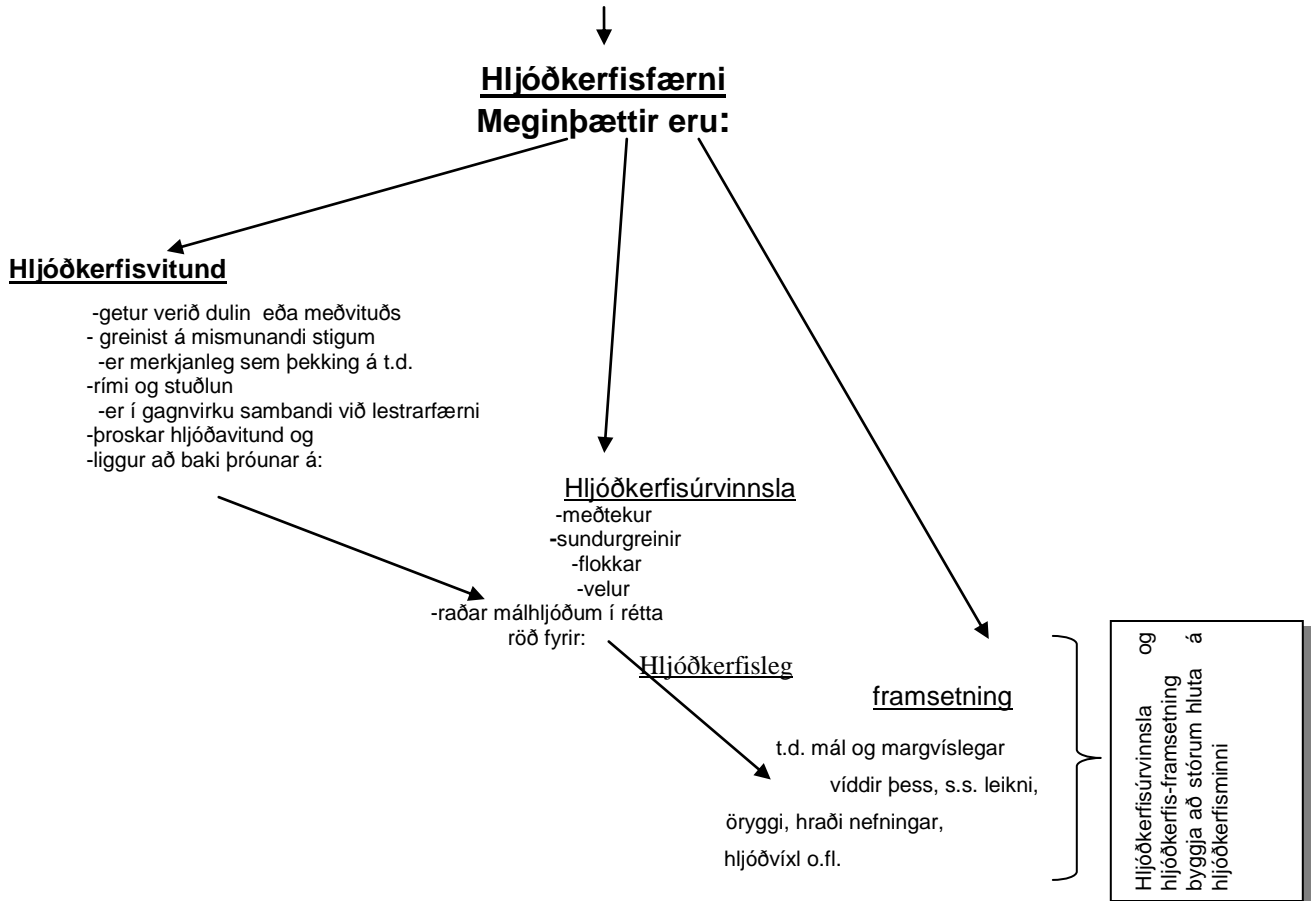 Hljóðkerfisfærni
Meginþættir eru:
Hljóðkerfisvitund
-getur verið dulin eða meðvituðs
- greinist á mismunandi stigum
-er merkjanleg sem þekking á t.d.
-rími og stuðlun
-er í gagnvirku sambandi við lestrarfærni
-þroskar hljóðavitund og
-liggur að baki þróunar á:
Hljóðkerfisúrvinnsla
-meðtekur
-sundurgreinir
-flokkar
-velur
-raðar málhljóðum í rétta
röð fyrir:
Hljóðkerfisleg
framsetning
t.d. mál og margvíslegar
víddir þess, s.s. leikni,
öryggi, hraði nefningar,
hljóðvíxl o.fl.
Hljóðkerfisúrvinnsla og
hljóðkerfis-framsetning
byggja að stórum hluta á
hljóðkerfisminni